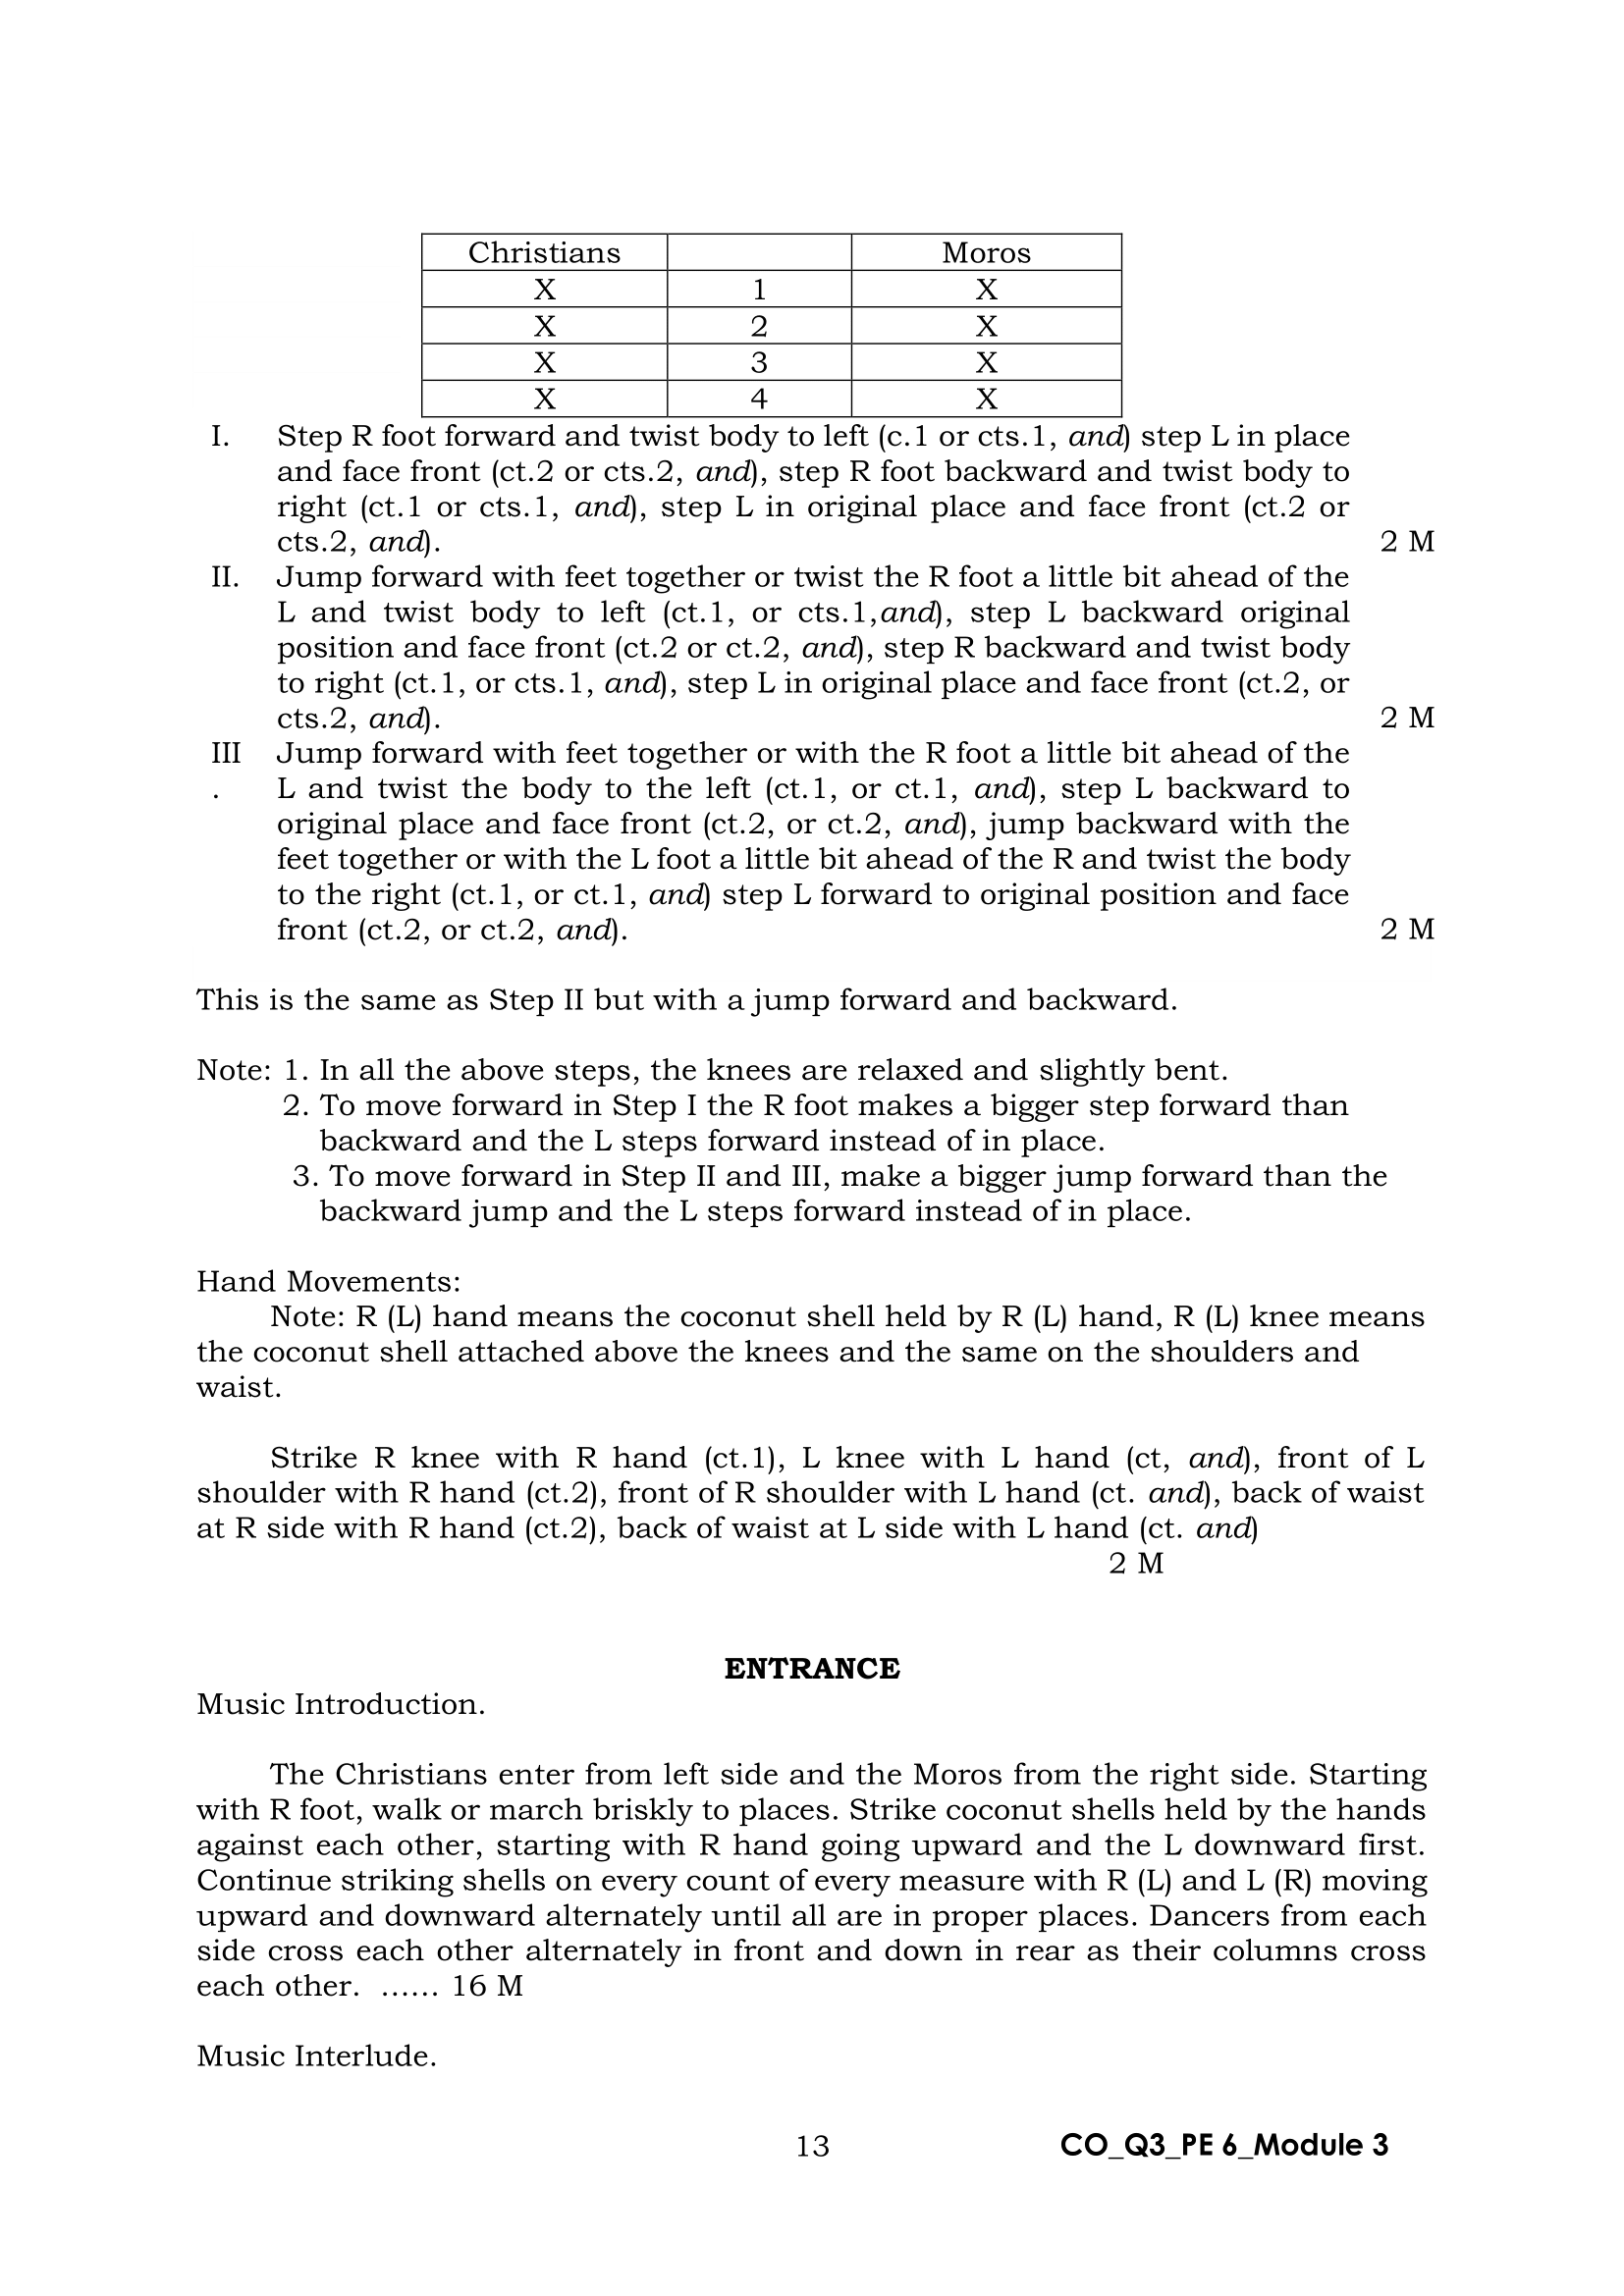 Christians Moros
X 1 X
X 2 X
X 3 X
X 4 X
I. Step R foot forward and twist body to left (c.1 or cts.1, and) step L in place
and face front (ct.2 or cts.2, and), step R foot backward and twist body to
right (ct.1 or cts.1, and), step L in original place and face front (ct.2 or
cts.2, and). 2 M
II. Jump forward with feet together or twist the R foot a little bit ahead of the
L and twist body to left (ct.1, or cts.1,and), step L backward original
position and face front (ct.2 or ct.2, and), step R backward and twist body
to right (ct.1, or cts.1, and), step L in original place and face front (ct.2, or
cts.2, and). 2 M
III Jump forward with feet together or with the R foot a little bit ahead of the
. L and twist the body to the left (ct.1, or ct.1, and), step L backward to
original place and face front (ct.2, or ct.2, and), jump backward with the
feet together or with the L foot a little bit ahead of the R and twist the body
to the right (ct.1, or ct.1, and) step L forward to original position and face
front (ct.2, or ct.2, and). 2 M
This is the same as Step II but with a jump forward and backward.
Note: 1. In all the above steps, the knees are relaxed and slightly bent.
2. To move forward in Step I the R foot makes a bigger step forward than
backward and the L steps forward instead of in place.
3. To move forward in Step II and III, make a bigger jump forward than the
backward jump and the L steps forward instead of in place.
Hand Movements:
Note: R (L) hand means the coconut shell held by R (L) hand, R (L) knee means
the coconut shell attached above the knees and the same on the shoulders and
waist.
Strike R knee with R hand (ct.1), L knee with L hand (ct, and), front of L
shoulder with R hand (ct.2), front of R shoulder with L hand (ct. and), back of waist
at R side with R hand (ct.2), back of waist at L side with L hand (ct. and)
2 M
ENTRANCE
Music Introduction.
The Christians enter from left side and the Moros from the right side. Starting
with R foot, walk or march briskly to places. Strike coconut shells held by the hands
against each other, starting with R hand going upward and the L downward first.
Continue striking shells on every count of every measure with R (L) and L (R) moving
upward and downward alternately until all are in proper places. Dancers from each
side cross each other alternately in front and down in rear as their columns cross
each other. …… 16 M
Music Interlude.
13 CO_Q3_PE 6_Module 3